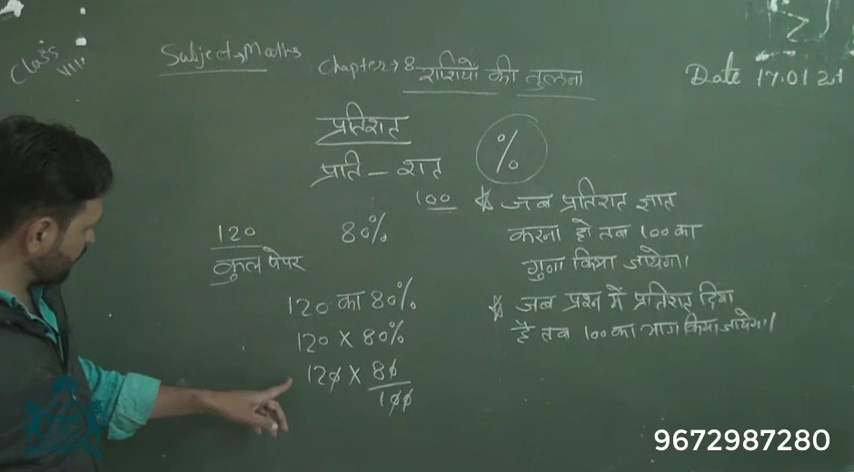 Class VIII
Subject → Maths
Chapter → 8 राशियो की तुलना
Date 17.01.21
प्रतिशत
%
प्रति – शत
100
120
80%
कुल पेपर
120 का 80%
120 X 80%
120 X 80
100
* जब प्रतिशत ज्ञात
करना हो तब 100 का
गुना किया जायेगा।
* जब प्रश्न में प्रतिशत दिया
है तब 100 का भाग किया जायेगा।
9672987280